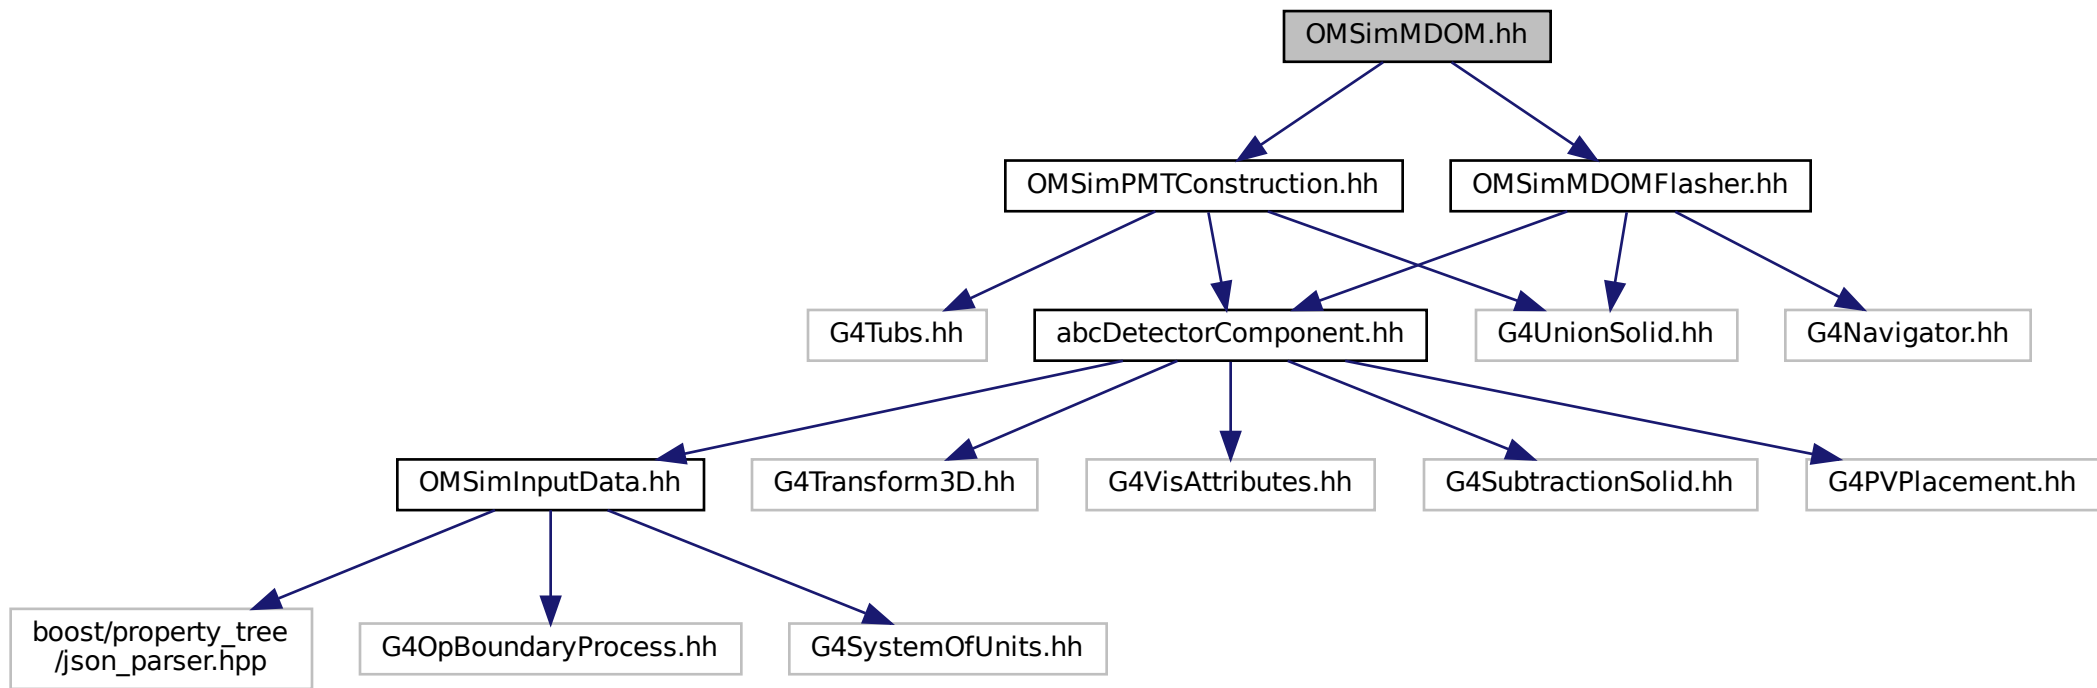 OMSimMDOM.hh
OMSimPMTConstruction.hh
OMSimMDOMFlasher.hh
G4Tubs.hh
abcDetectorComponent.hh
G4UnionSolid.hh
G4Navigator.hh
OMSimInputData.hh
G4Transform3D.hh
G4VisAttributes.hh
G4SubtractionSolid.hh
G4PVPlacement.hh
boost/property_tree
/json_parser.hpp
G4OpBoundaryProcess.hh
G4SystemOfUnits.hh